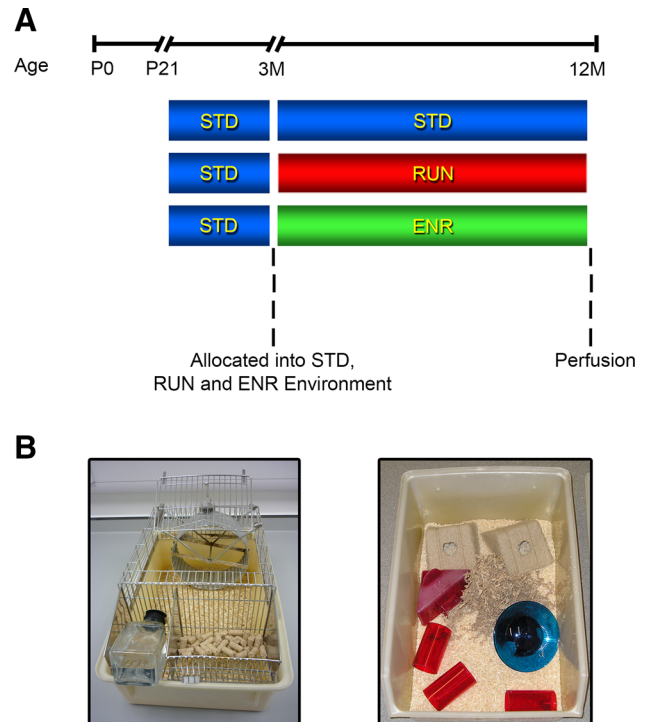 A
Age P0 P21 3M 12M
STD STD
STD RUN
STD ENR
Allocated into STD,
RUN and ENR Environment
Perfusion
B